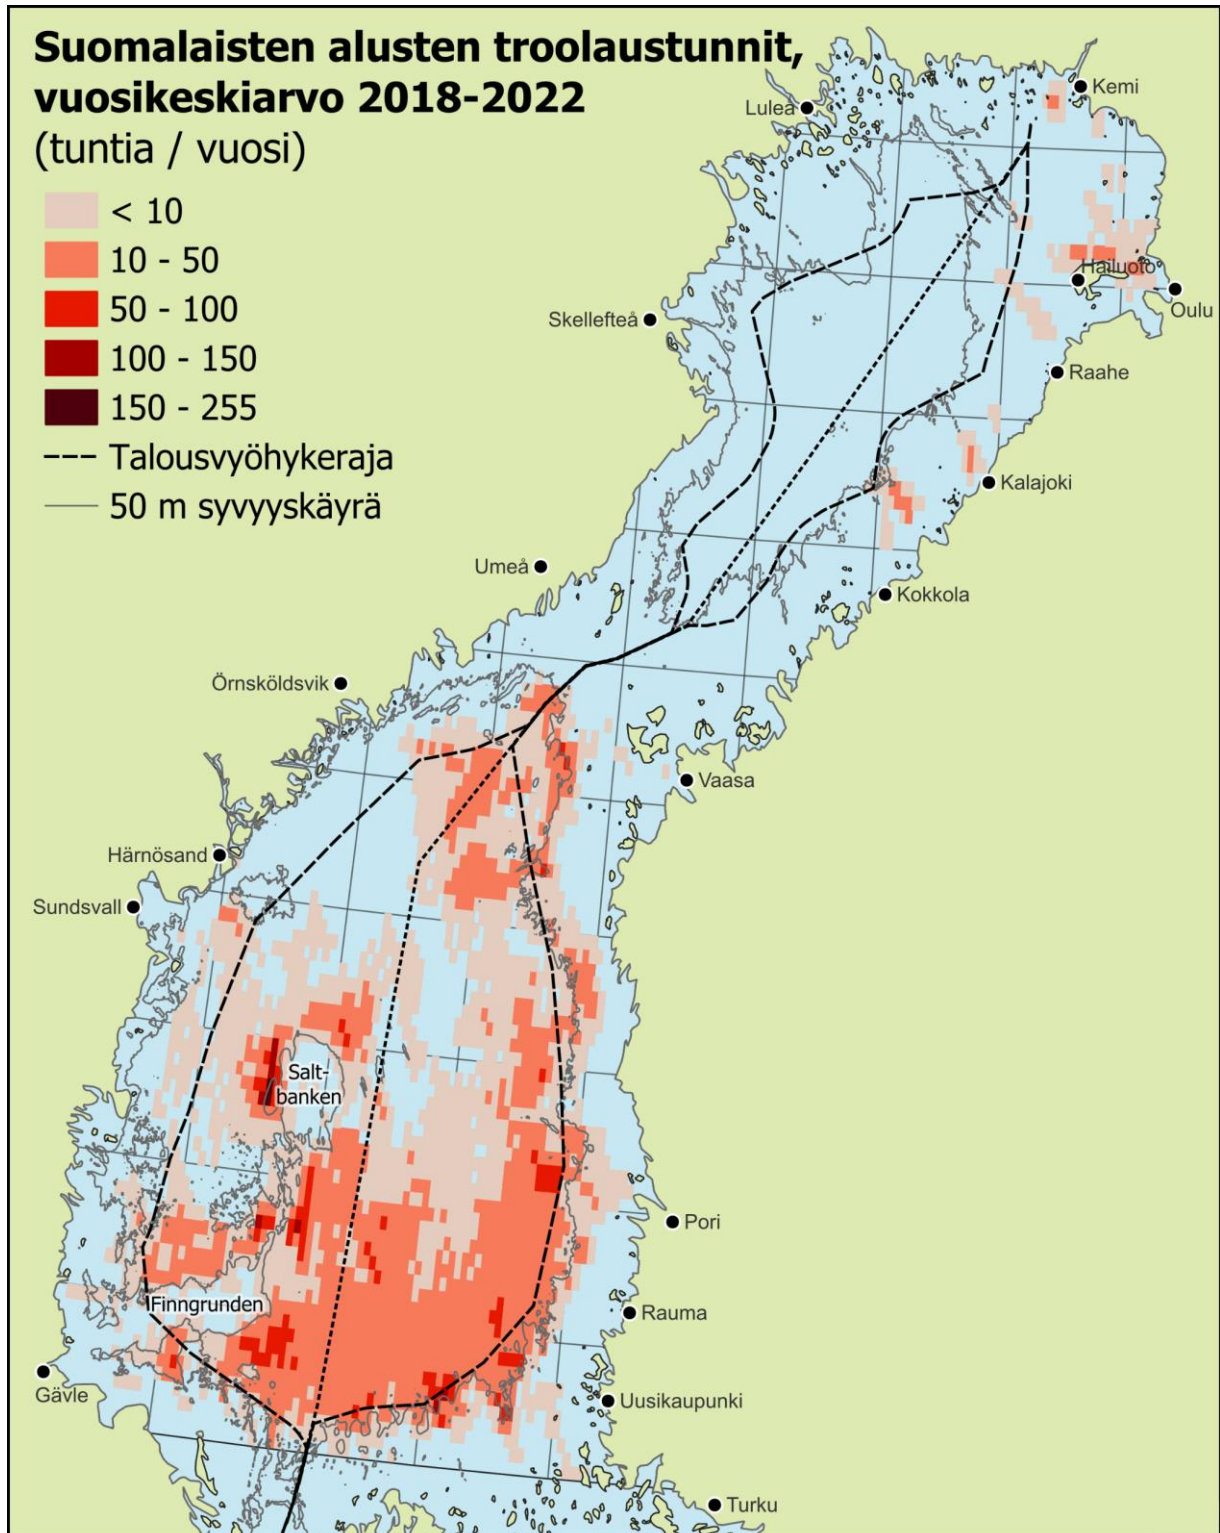 Suomalaisten alusten troolaustunnit,
vuosikeskiarvo 2018-2022
(tuntia / vuosi)
< 10
10 - 50
50 - 100
100 - 150
150 - 255
Talousvyöhykeraja
50 m syvyyskäyrä
Kemi
Luleå
Hailuoto
Oulu
Skellefteå
Raahe
Kalajoki
Umeå
Kokkola
Örnsköldsvik
Vaasa
Härnösand
Sundsvall
Salt-
banken
Pori
Finngrunden
Rauma
Gävle
Uusikaupunki
Turku